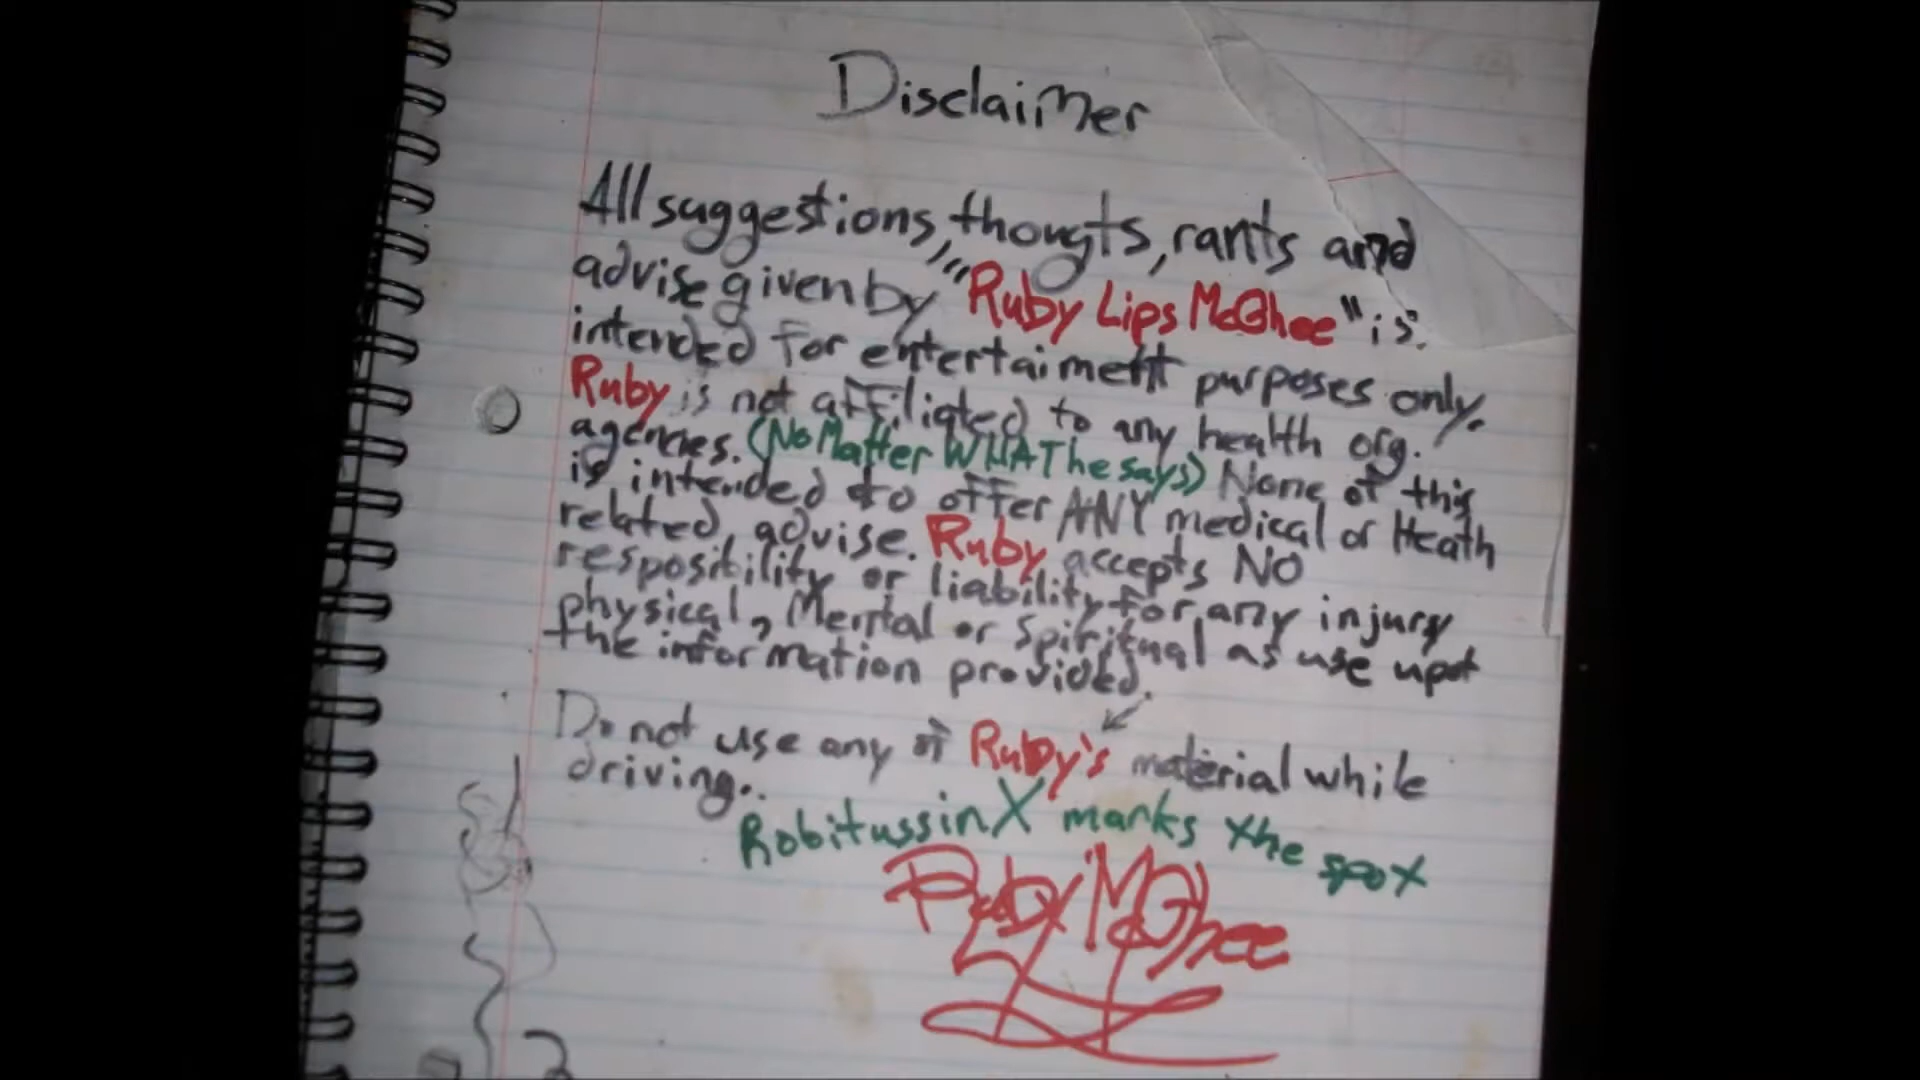 Disclaimer
All suggestions, thougts, rants and
advise given by "Ruby Lips McGhee" is
intended for entertaiment purposes only.
Ruby is not affiliated to any health org.
agencies. (No Matter WHAT he says) None of this
is intended to offer ANY medical or Heath
related advise. Ruby accepts NO
resposibility or liability for any injury
physical, Mental or Spiritual as use upot
the information provided.
Do not use any of Ruby's material while
driving..
Robitussin X marks the spot
Ruby McGhee